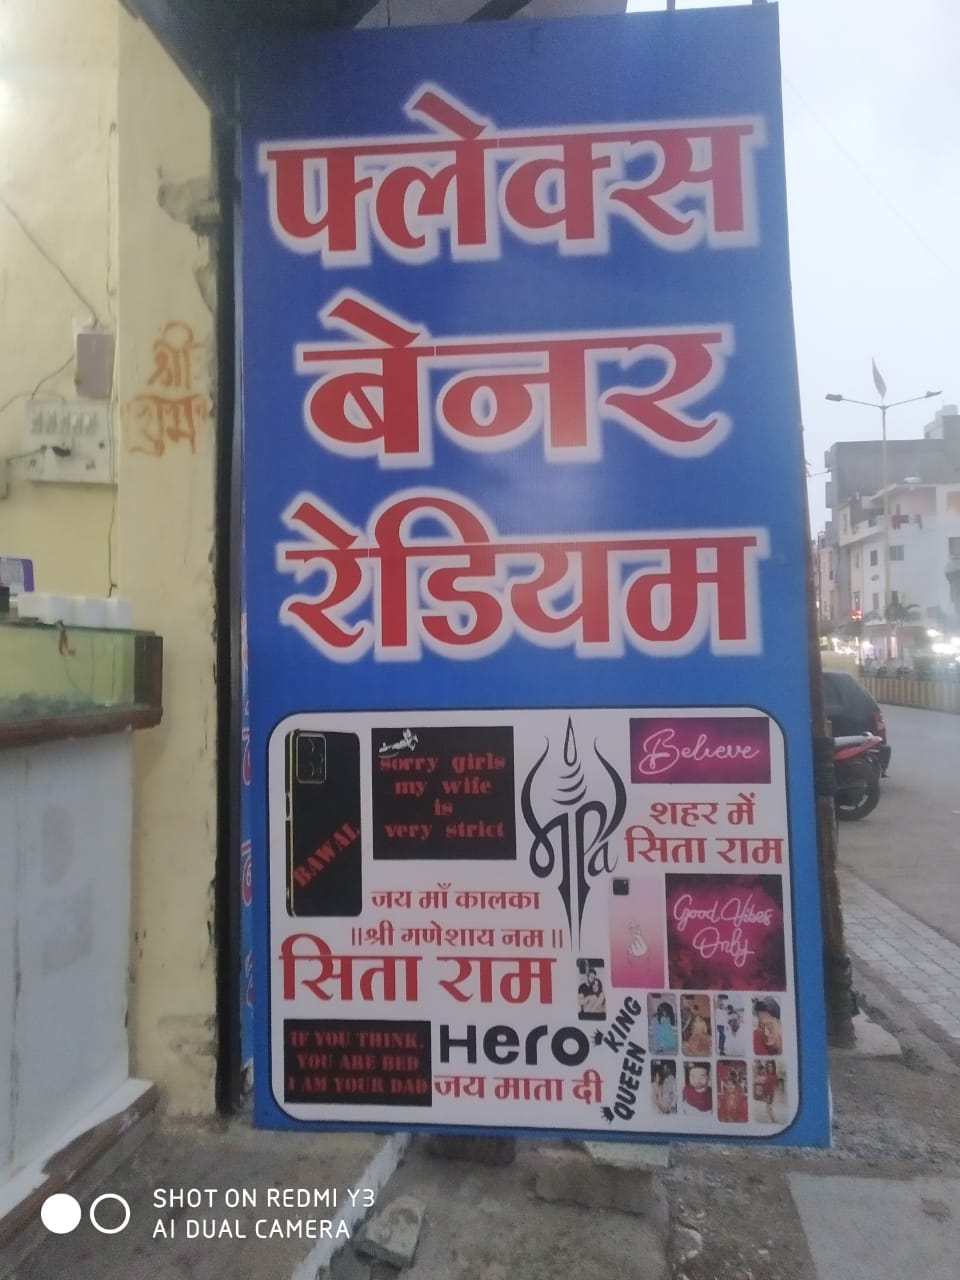 फ्लेक्स
बेनर
रेडियम
श्री
राम
BAWAL
sorry girls
my wife
is
very strict
Believe
शहर में
सिता राम
जय माँ कालका
॥श्री गणेशाय नम॥
सिता राम
Good Vibes
Only
IF YOU THINK.
YOU ARE BED
I AM YOUR DAD
Hero
जय माता दी
KING
QUEEN
SHOT ON REDMI Y3
AI DUAL CAMERA